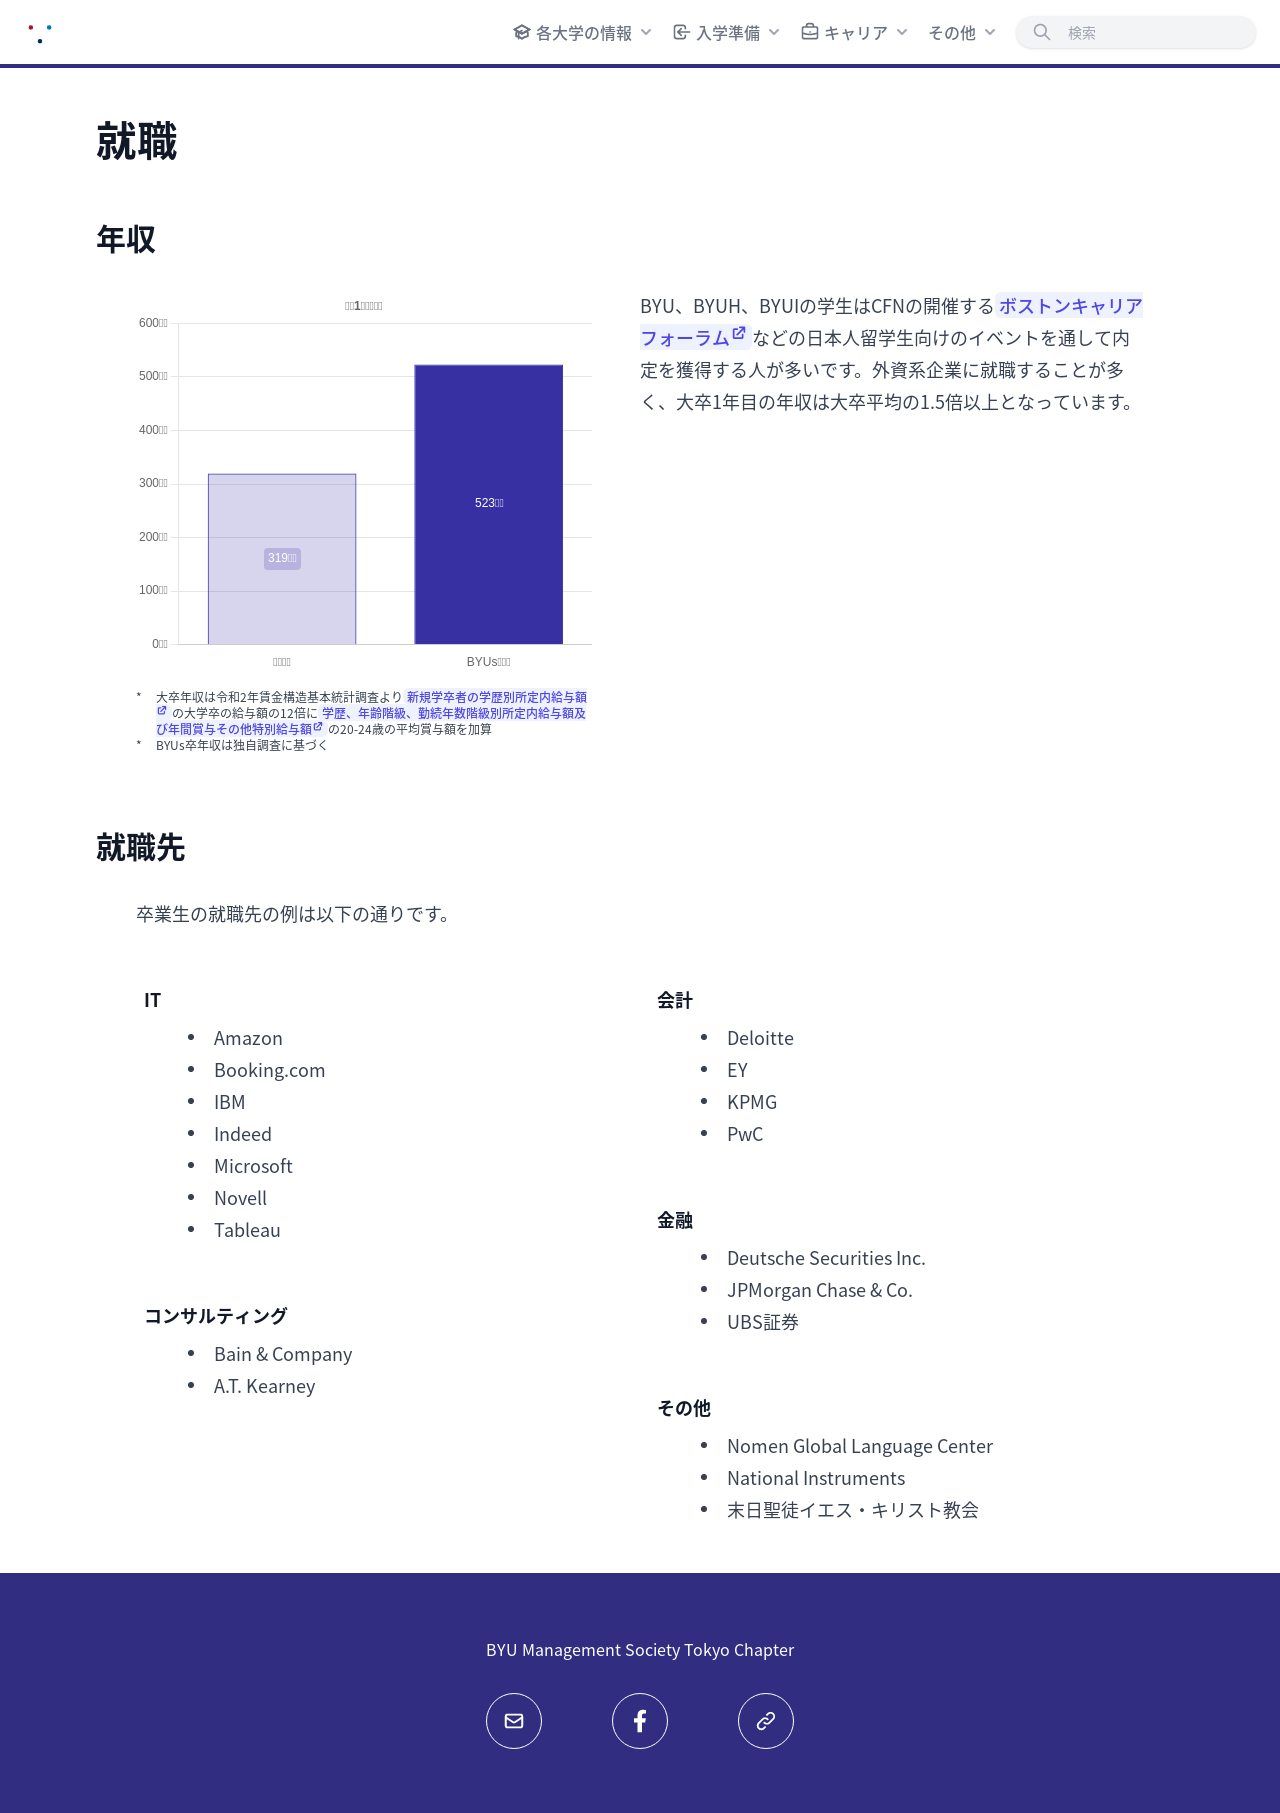 各大学の情報 入学準備 キャリア その他 検索
就職
年収
600
500
400
300
200
100
0
319
523
BYUs
BYU、BYUH、BYUIの学生はCFNの開催するボストンキャリア
フォーラムなどの日本人留学生向けのイベントを通して内
定を獲得する人が多いです。外資系企業に就職することが多
く、大卒1年目の年収は大卒平均の1.5倍以上となっています。
* 大卒年収は令和2年賃金構造基本統計調査より新規学卒者の学歴別所定内給与額
の大学卒の給与額の12倍に学歴、年齢階級、勤続年数階級別所定内給与額及
び年間賞与その他特別給与額の20-24歳の平均賞与額を加算
* BYUs卒年収は独自調査に基づく
就職先
卒業生の就職先の例は以下の通りです。
IT
• Amazon
• Booking.com
• IBM
• Indeed
• Microsoft
• Novell
• Tableau
コンサルティング
• Bain & Company
• A.T. Kearney
会計
• Deloitte
• EY
• KPMG
• PwC
金融
• Deutsche Securities Inc.
• JPMorgan Chase & Co.
• UBS証券
その他
• Nomen Global Language Center
• National Instruments
• 末日聖徒イエス・キリスト教会
BYU Management Society Tokyo Chapter